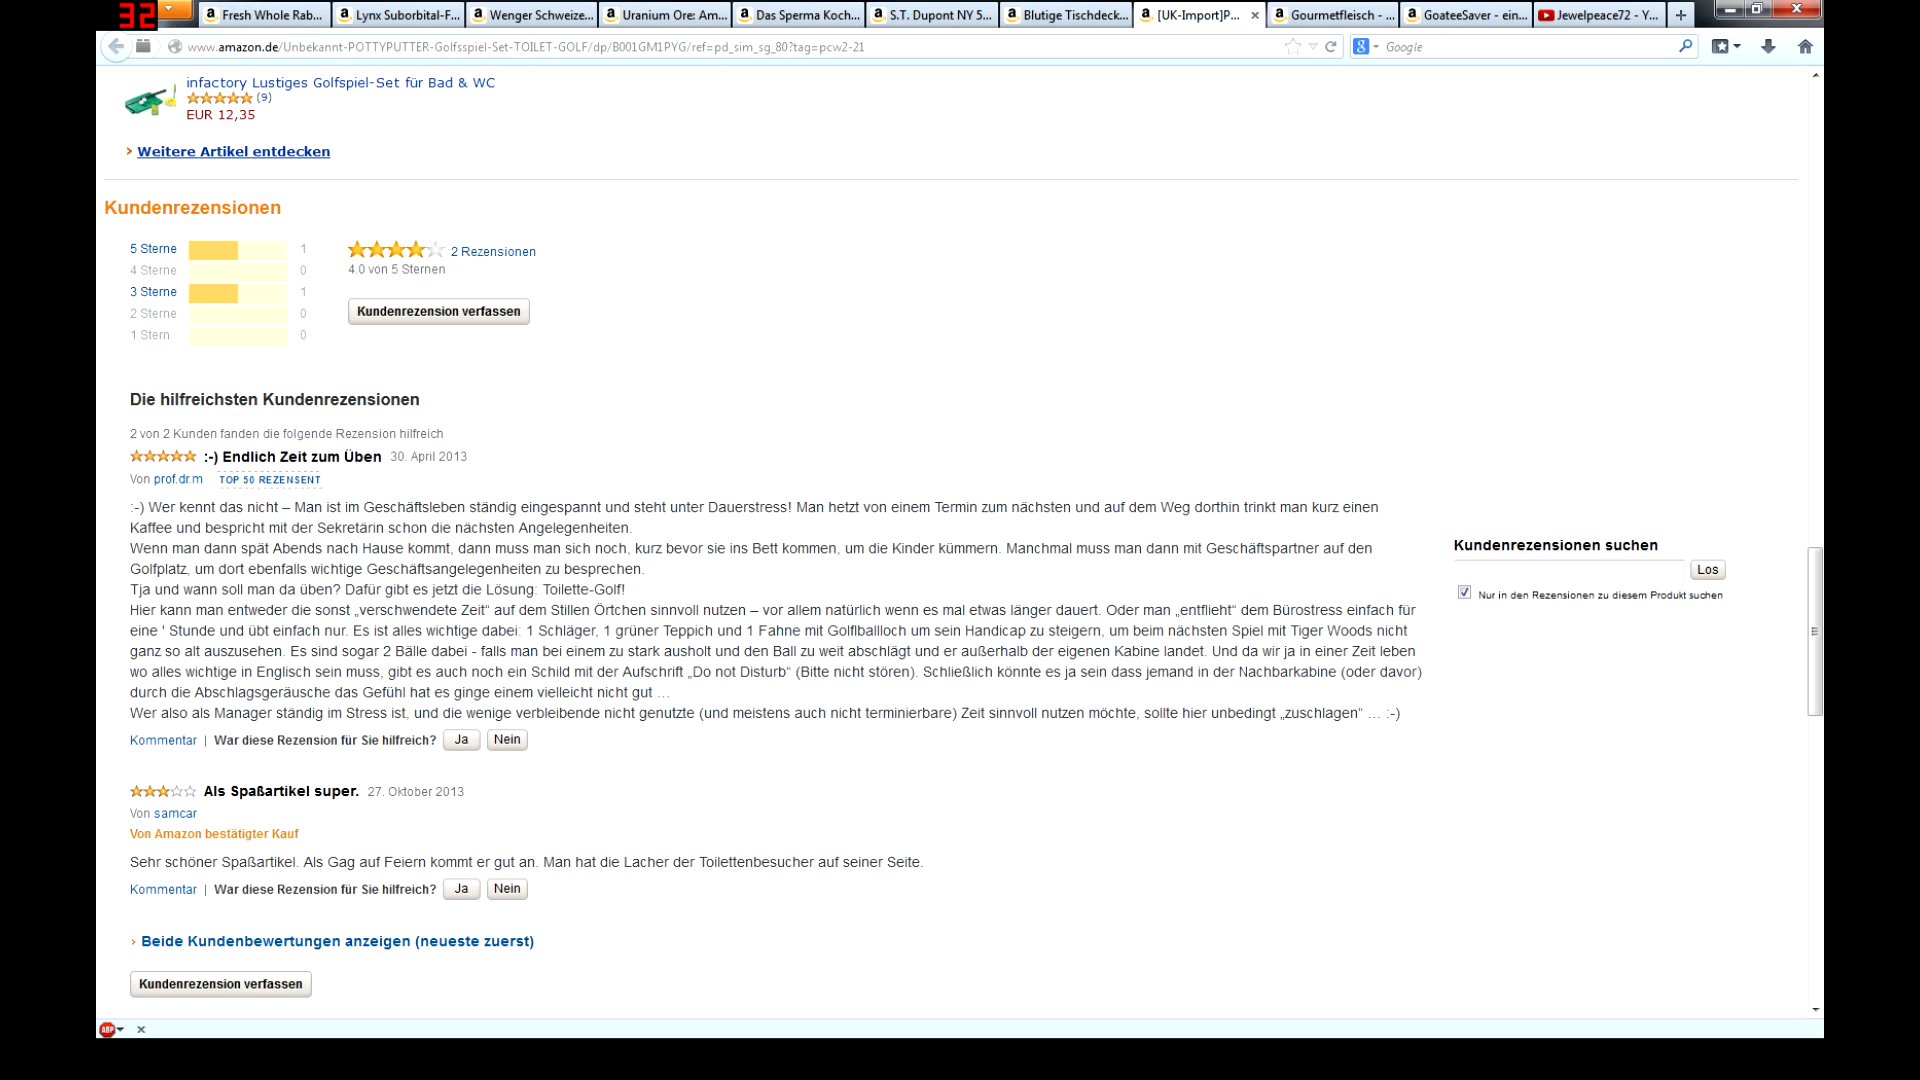 32
Fresh Whole Rab...
Lynx Suborbital-F...
Wenger Schweize...
Uranium Ore: Am...
Das Sperma Koch...
S.T. Dupont NY 5...
Blutige Tischdeck...
[UK-Import]P...
Gourmetfleisch - ...
GoateeSaver - ein...
Jewelpeace72 - Y...
www.amazon.de/Unbekannt-POTTYPUTTER-Golfsspiel-Set-TOILET-GOLF/dp/B001GM1PYG/ref=pd_sim_sg_80?tag=pcw2-21
Google
infactory Lustiges Golfspiel-Set für Bad & WC
(9)
EUR 12,35
› Weitere Artikel entdecken
Kundenrezensionen
5 Sterne 1
4 Sterne 0
3 Sterne 1
2 Sterne 0
1 Stern 0
2 Rezensionen
4.0 von 5 Sternen
Kundenrezension verfassen
Die hilfreichsten Kundenrezensionen
2 von 2 Kunden fanden die folgende Rezension hilfreich
:-) Endlich Zeit zum Üben 30. April 2013
Von prof.dr.m TOP 50 REZENSENT
:-) Wer kennt das nicht – Man ist im Geschäftsleben ständig eingespannt und steht unter Dauerstress! Man hetzt von einem Termin zum nächsten und auf dem Weg dorthin trinkt man kurz einen
Kaffee und bespricht mit der Sekretärin schon die nächsten Angelegenheiten.
Wenn man dann spät Abends nach Hause kommt, dann muss man sich noch, kurz bevor sie ins Bett kommen, um die Kinder kümmern. Manchmal muss man dann mit Geschäftspartner auf den
Golfplatz, um dort ebenfalls wichtige Geschäftsangelegenheiten zu besprechen.
Tja und wann soll man da üben? Dafür gibt es jetzt die Lösung: Toilette-Golf!
Hier kann man entweder die sonst „verschwendete Zeit“ auf dem Stillen Örtchen sinnvoll nutzen – vor allem natürlich wenn es mal etwas länger dauert. Oder man „entflieht“ dem Bürostress einfach für
eine ' Stunde und übt einfach nur. Es ist alles wichtige dabei: 1 Schläger, 1 grüner Teppich und 1 Fahne mit Golflballloch um sein Handicap zu steigern, um beim nächsten Spiel mit Tiger Woods nicht
ganz so alt auszusehen. Es sind sogar 2 Bälle dabei - falls man bei einem zu stark ausholt und den Ball zu weit abschlägt und er außerhalb der eigenen Kabine landet. Und da wir ja in einer Zeit leben
wo alles wichtige in Englisch sein muss, gibt es auch noch ein Schild mit der Aufschrift „Do not Disturb“ (Bitte nicht stören). Schließlich könnte es ja sein dass jemand in der Nachbarkabine (oder davor)
durch die Abschlagsgeräusche das Gefühl hat es ginge einem vielleicht nicht gut …
Wer also als Manager ständig im Stress ist, und die wenige verbleibende nicht genutzte (und meistens auch nicht terminierbare) Zeit sinnvoll nutzen möchte, sollte hier unbedingt „zuschlagen“ … :-)
Kommentar | War diese Rezension für Sie hilfreich? Ja Nein
Kundenrezensionen suchen
Los
Nur in den Rezensionen zu diesem Produkt suchen
Als Spaßartikel super. 27. Oktober 2013
Von samcar
Von Amazon bestätigter Kauf
Sehr schöner Spaßartikel. Als Gag auf Feiern kommt er gut an. Man hat die Lacher der Toilettenbesucher auf seiner Seite.
Kommentar | War diese Rezension für Sie hilfreich? Ja Nein
› Beide Kundenbewertungen anzeigen (neueste zuerst)
Kundenrezension verfassen
ABP